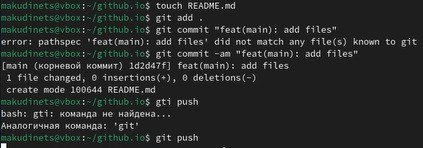 makudinets@vbox:~/github.io$ touch README.md
makudinets@vbox:~/github.io$ git add .
makudinets@vbox:~/github.io$ git commit "feat(main): add files"
error: pathspec 'feat(main): add files' did not match any file(s) known to git
makudinets@vbox:~/github.io$ git commit -am "feat(main): add files"
[main (корневой коммит) 1d2d47f] feat(main): add files
 1 file changed, 0 insertions(+), 0 deletions(-)
 create mode 100644 README.md
makudinets@vbox:~/github.io$ gti push
bash: gti: команда не найдена...
Аналогичная команда: 'git'
makudinets@vbox:~/github.io$ git push